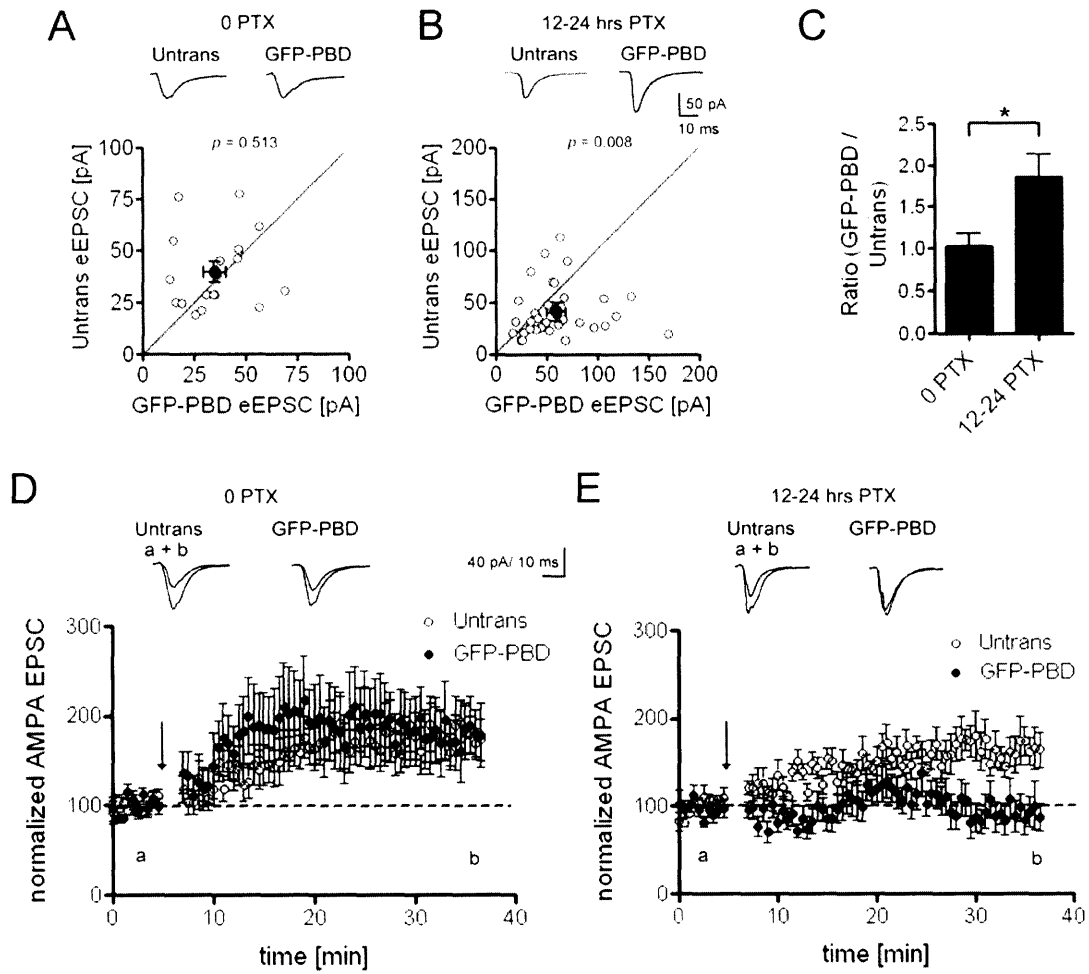 A
0 PTX
Untrans
GFP-PBD
p = 0.513
100
75
50
25
0
Untrans eEPSC [pA]
0 25 50 75 100
GFP-PBD eEPSC [pA]
B
12-24 hrs PTX
Untrans
GFP-PBD
50 pA
10 ms
p = 0.008
200
150
100
50
0
Untrans eEPSC [pA]
0 50 100 150 200
GFP-PBD eEPSC [pA]
C
*
2.5
2.0
1.5
1.0
0.5
0.0
Ratio (GFP-PBD /
Untrans)
0 PTX
12-24 PTX
D
0 PTX
Untrans
a + b
GFP-PBD
40 pA/ 10 ms
Untrans
GFP-PBD
300
200
100
0
normalized AMPA EPSC
a
b
0 10 20 30 40
time [min]
E
12-24 hrs PTX
Untrans
a + b
GFP-PBD
Untrans
GFP-PBD
300
200
100
0
normalized AMPA EPSC
a
b
0 10 20 30 40
time [min]